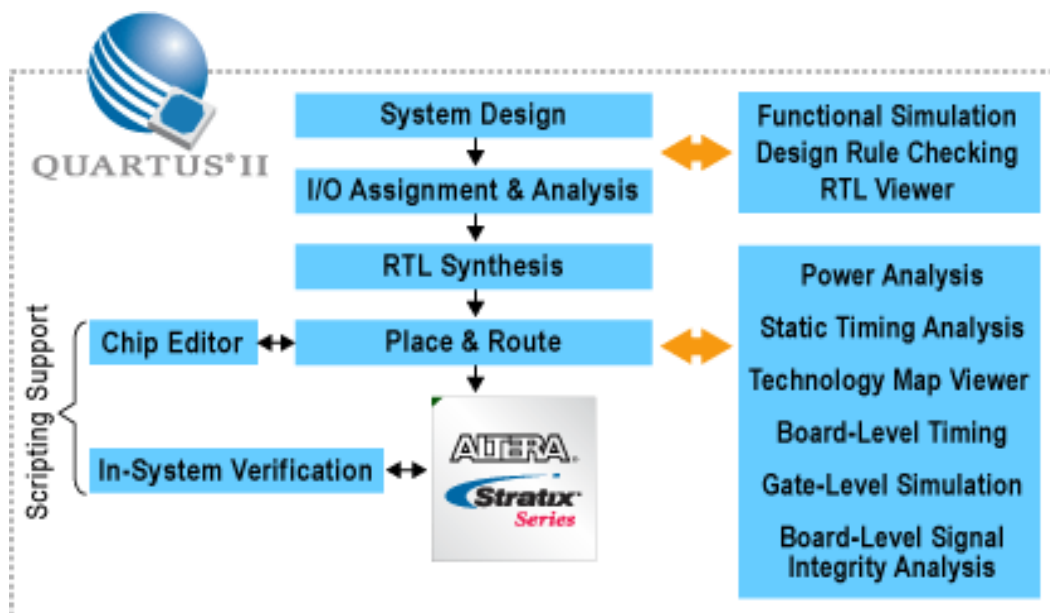 QUARTUS® II
System Design
I/O Assignment & Analysis
RTL Synthesis
Place & Route
Functional Simulation
Design Rule Checking
RTL Viewer
Power Analysis
Static Timing Analysis
Technology Map Viewer
Board-Level Timing
Gate-Level Simulation
Board-Level Signal
Integrity Analysis
Scripting Support
Chip Editor
In-System Verification
ALTERA®
Stratix
Series